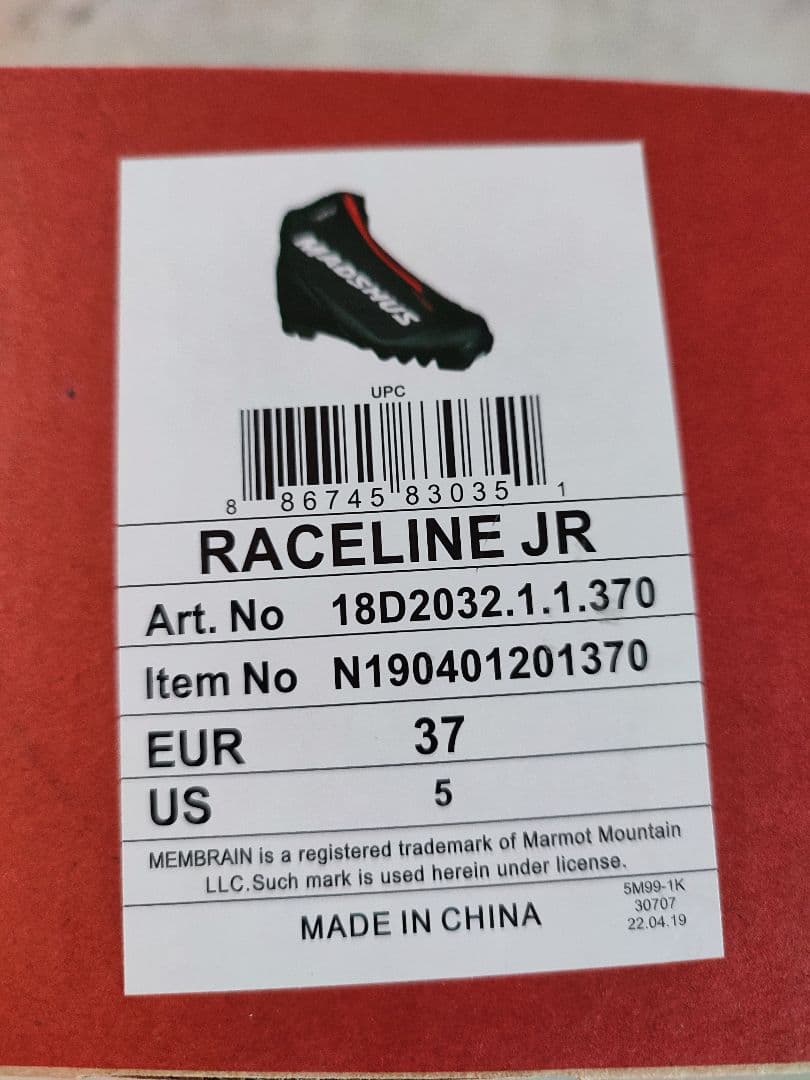 MADSHUS
UPC
8 86745 83035 1
RACELINE JR
Art. No 18D2032.1.1.370
Item No N190401201370
EUR 37
US 5
MEMBRAIN is a registered trademark of Marmot Mountain
LLC.Such mark is used herein under license.
MADE IN CHINA
5M99-1K
30707
22.04.19